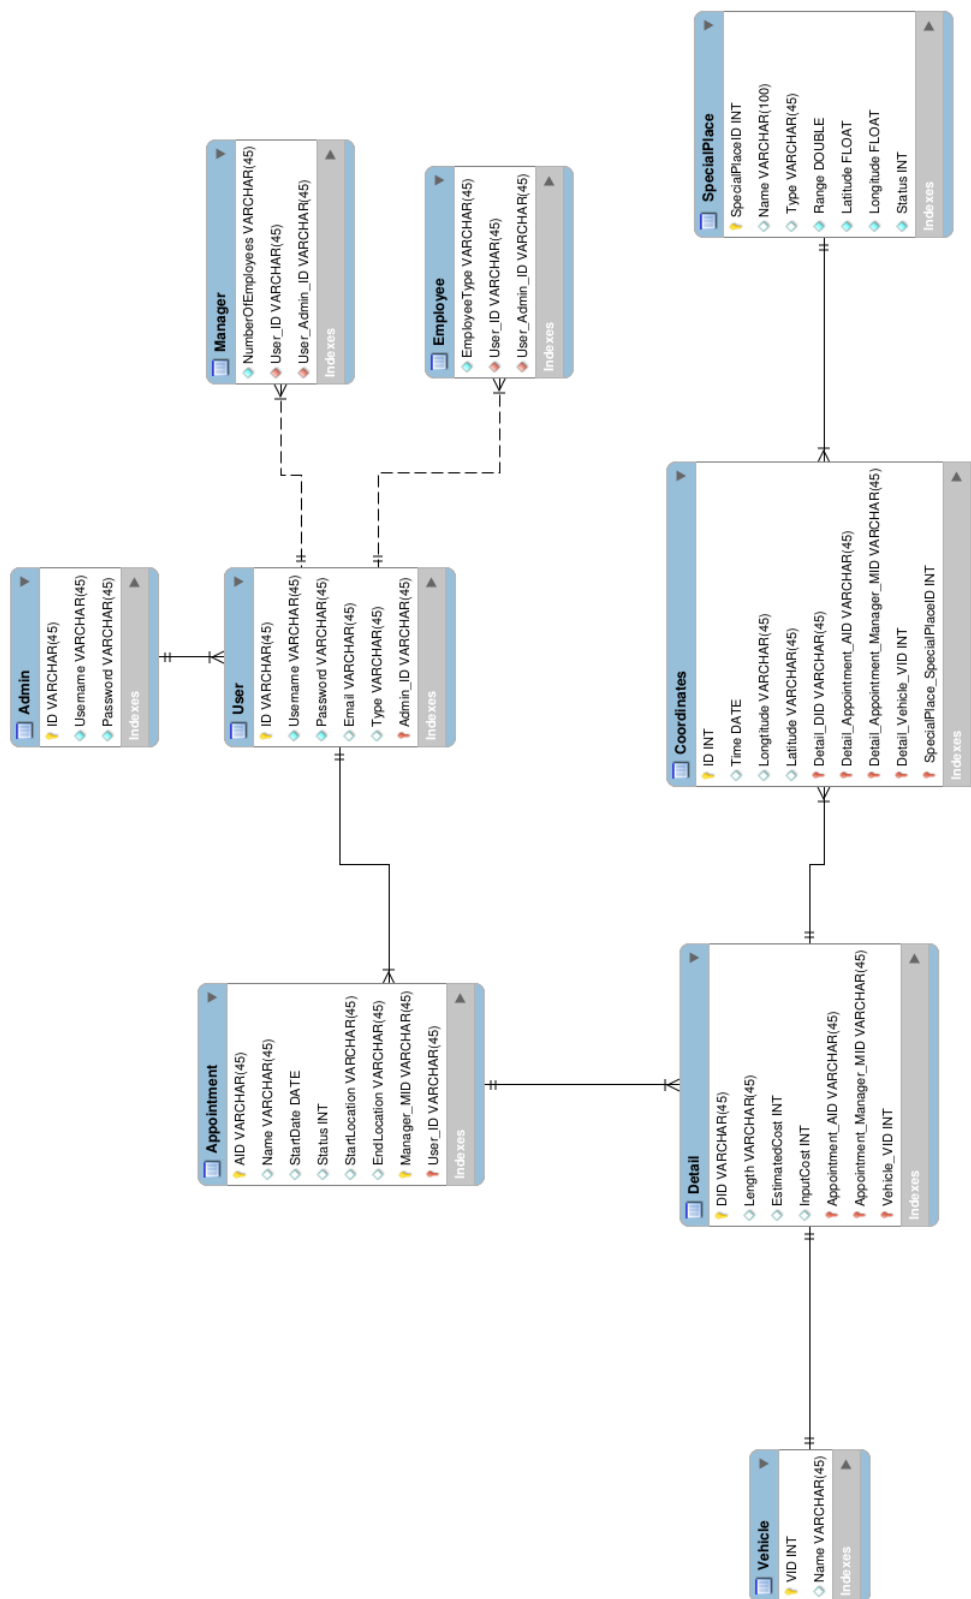 Admin
ID VARCHAR(45)
Username VARCHAR(45)
Password VARCHAR(45)
Indexes
Manager
NumberOfEmployees VARCHAR(45)
User_ID VARCHAR(45)
User_Admin_ID VARCHAR(45)
Indexes
User
ID VARCHAR(45)
Username VARCHAR(45)
Password VARCHAR(45)
Email VARCHAR(45)
Type VARCHAR(45)
Admin_ID VARCHAR(45)
Indexes
Employee
EmployeeType VARCHAR(45)
User_ID VARCHAR(45)
User_Admin_ID VARCHAR(45)
Indexes
Appointment
AID VARCHAR(45)
Name VARCHAR(45)
StartDate DATE
Status INT
StartLocation VARCHAR(45)
EndLocation VARCHAR(45)
Manager_MID VARCHAR(45)
User_ID VARCHAR(45)
Indexes
Vehicle
VID INT
Name VARCHAR(45)
Indexes
Detail
DID VARCHAR(45)
Length VARCHAR(45)
EstimatedCost INT
InputCost INT
Appointment_AID VARCHAR(45)
Appointment_Manager_MID VARCHAR(45)
Vehicle_VID INT
Indexes
Coordinates
ID INT
Time DATE
Longtitude VARCHAR(45)
Latitude VARCHAR(45)
Detail_DID VARCHAR(45)
Detail_Appointment_AID VARCHAR(45)
Detail_Appointment_Manager_MID VARCHAR(45)
Detail_Vehicle_VID INT
SpecialPlace_SpecialPlaceID INT
Indexes
SpecialPlace
SpecialPlaceID INT
Name VARCHAR(100)
Type VARCHAR(45)
Range DOUBLE
Latitude FLOAT
Longitude FLOAT
Status INT
Indexes